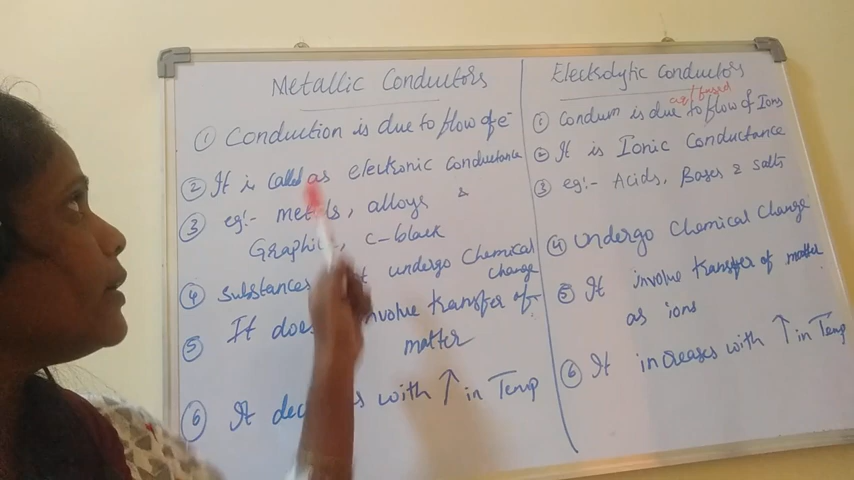 Metallic Conductors
① Conduction is due to flow of e⁻
② It is called as electronic conductance
③ eg:- metals, alloys &
Graphite, C-black
④ Substances undergo Chemical
change
⑤ It does involve transfer of
matter
⑥ It decreases with ↑ in Temp
Electrolytic Conductors
aq/fused
① Condum is due to flow of Ions
② It is Ionic Conductance
③ eg:- Acids, Bases & salts
④ Undergo Chemical Change
⑤ It involve transfer of matter
as ions
⑥ It increases with ↑ in Temp